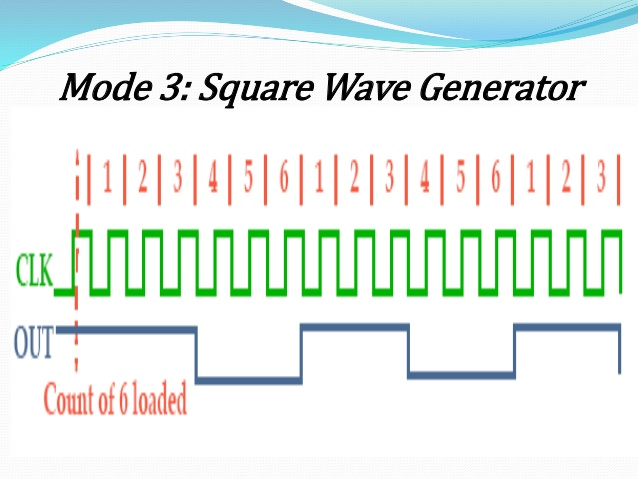 Mode 3: Square Wave Generator
| 1 | 2 | 3 | 4 | 5 | 6 | 1 | 2 | 3 | 4 | 5 | 6 | 1 | 2 | 3 |
CLK
OUT
Count of 6 loaded